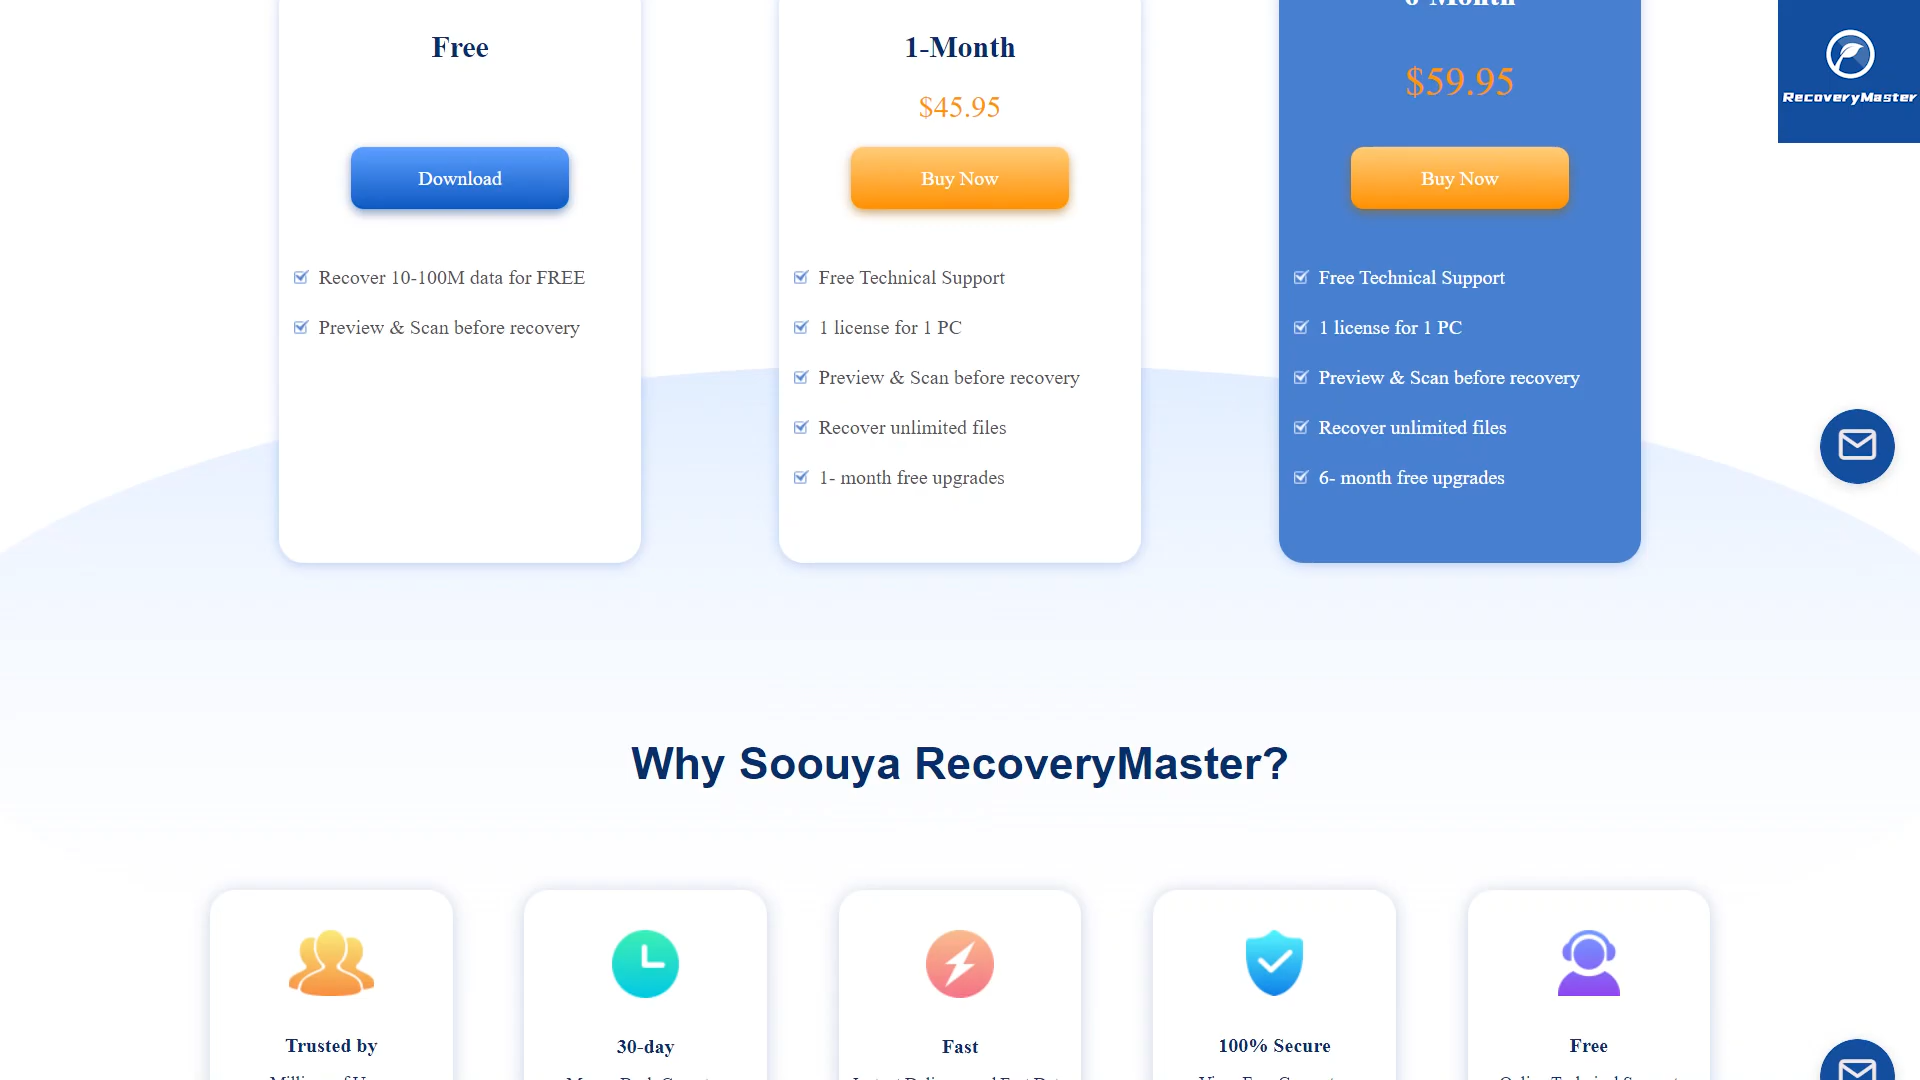 Free
1-Month
$45.95
$59.95
RecoveryMaster
Download
Buy Now
Buy Now
Recover 10-100M data for FREE
Preview & Scan before recovery
Free Technical Support
1 license for 1 PC
Preview & Scan before recovery
Recover unlimited files
1- month free upgrades
Free Technical Support
1 license for 1 PC
Preview & Scan before recovery
Recover unlimited files
6- month free upgrades
Why Soouya RecoveryMaster?
Trusted by
30-day
Fast
100% Secure
Free